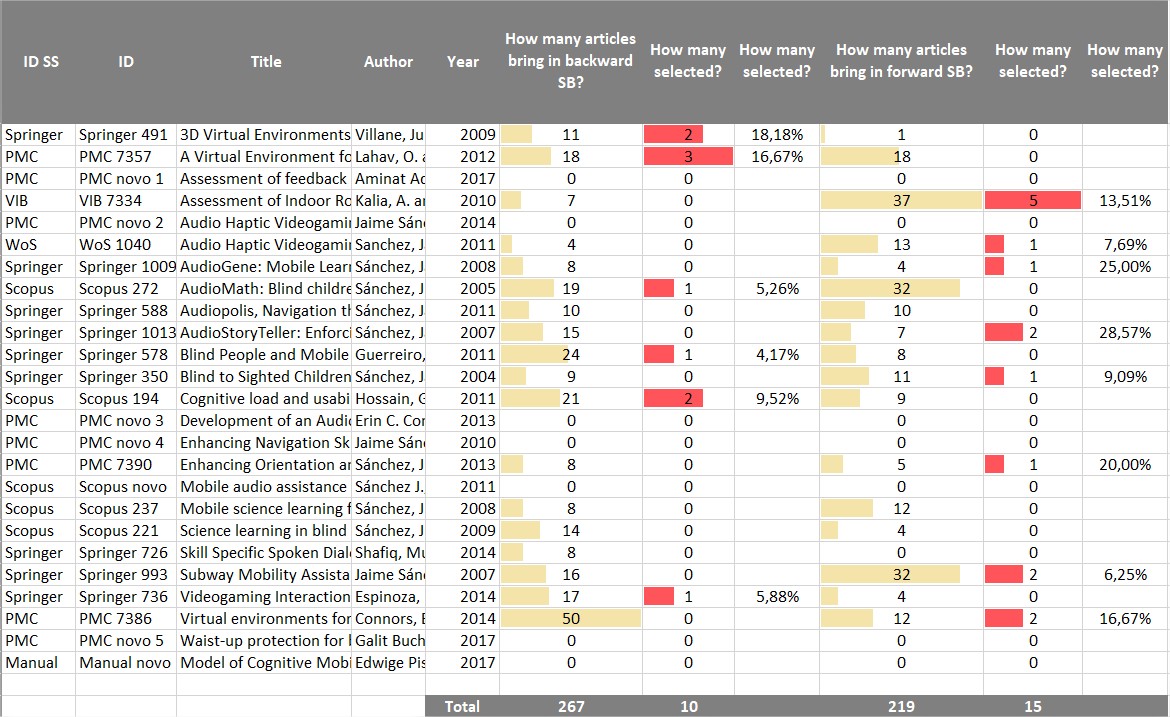 ID SS ID Title Author Year How many articles bring in backward SB? How many selected? How many selected? How many articles bring in forward SB? How many selected? How many selected?
Springer Springer 491 3D Virtual Environments Villane, Ju 2009 11 2 18,18% 1 0
PMC PMC 7357 A Virtual Environment fo Lahav, O. a 2012 18 3 16,67% 18 0
PMC PMC novo 1 Assessment of feedback Aminat Ad 2017 0 0 0 0
VIB VIB 7334 Assessment of Indoor Ro Kalia, A. ar 2010 7 0 37 5 13,51%
PMC PMC novo 2 Audio Haptic Videogamin Jaime Sán 2014 0 0 0 0
WoS WoS 1040 Audio Haptic Videogamin Sanchez, J 2011 4 0 13 1 7,69%
Springer Springer 1009 AudioGene: Mobile Lear Sánchez, J 2008 8 0 4 1 25,00%
Scopus Scopus 272 AudioMath: Blind childre Sánchez, J 2005 19 1 5,26% 32 0
Springer Springer 588 Audiopolis, Navigation th Sánchez, J 2011 10 0 10 0
Springer Springer 1013 AudioStoryTeller: Enforci Sánchez, J 2007 15 0 7 2 28,57%
Springer Springer 578 Blind People and Mobile Guerreiro, 2011 24 1 4,17% 8 0
Springer Springer 350 Blind to Sighted Children Sánchez, J 2004 9 0 11 1 9,09%
Scopus Scopus 194 Cognitive load and usabi Hossain, G 2011 21 2 9,52% 9 0
PMC PMC novo 3 Development of an Audio Erin C. Con 2013 0 0 0 0
PMC PMC novo 4 Enhancing Navigation Sk Jaime Sán 2010 0 0 0 0
PMC PMC 7390 Enhancing Orientation an Sánchez, J 2013 8 0 5 1 20,00%
Scopus Scopus novo Mobile audio assistance Sánchez J. 2011 0 0 0 0
Scopus Scopus 237 Mobile science learning f Sánchez, J 2008 8 0 12 0
Scopus Scopus 221 Science learning in blind Sánchez, J 2009 14 0 4 0
Springer Springer 726 Skill Specific Spoken Dial Shafiq, Mu 2014 8 0 0 0
Springer Springer 993 Subway Mobility Assista Jaime Sán 2007 16 0 32 2 6,25%
Springer Springer 736 Videogaming Interaction Espinoza, 2014 17 1 5,88% 4 0
PMC PMC 7386 Virtual environments for Connors, E 2014 50 0 12 2 16,67%
PMC PMC novo 5 Waist-up protection for Galit Buch 2017 0 0 0 0
Manual Manual novo Model of Cognitive Mobi Edwige Pis 2017 0 0 0 0
Total 267 10 219 15